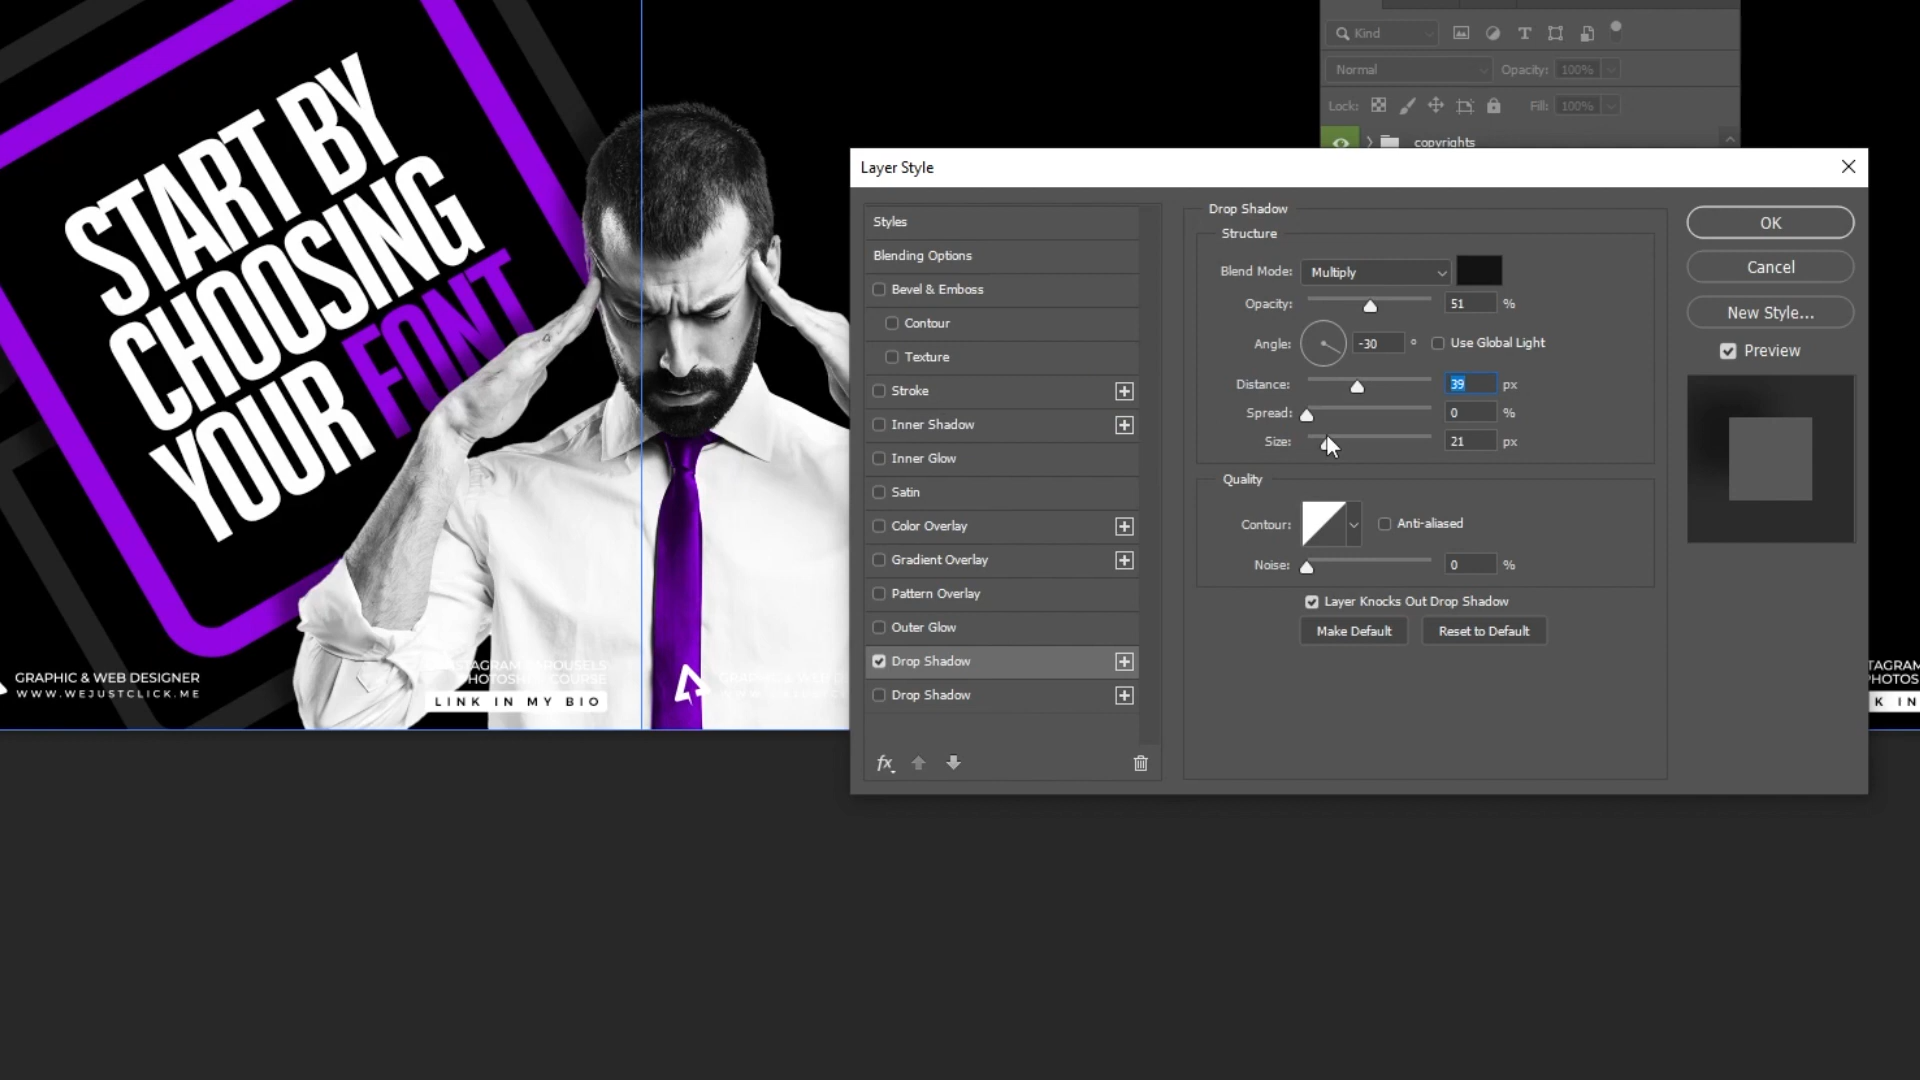 START BY
CHOOSING
YOUR FONT
GRAPHIC & WEB DESIGNER
WWW.WEJUSTCLICK.ME
LINK IN MY BIO
Kind
Normal
Opacity: 100%
Lock:
Fill: 100%
copyrights
Layer Style
Styles
Blending Options
Bevel & Emboss
Contour
Texture
Stroke
Inner Shadow
Inner Glow
Satin
Color Overlay
Gradient Overlay
Pattern Overlay
Outer Glow
Drop Shadow
Drop Shadow
fx
Drop Shadow
Structure
Blend Mode: Multiply
Opacity: 51 %
Angle: -30 ° Use Global Light
Distance: 39 px
Spread: 0 %
Size: 21 px
Quality
Contour: Anti-aliased
Noise: 0 %
Layer Knocks Out Drop Shadow
Make Default Reset to Default
OK
Cancel
New Style...
Preview
K IN